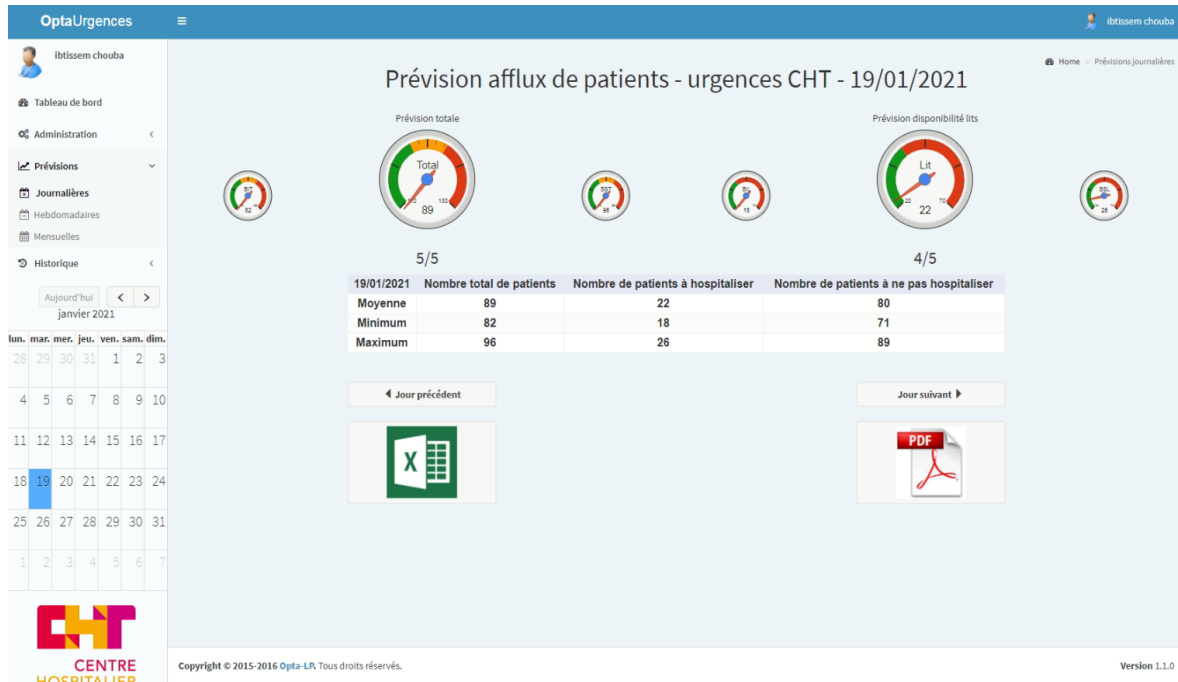 OptaUrgences
ibtissem chouba
ibtissem chouba
Tableau de bord
Administration
Prévisions
Journalières
Hebdomadaires
Mensuelles
Historique
Aujourd'hui < >
janvier 2021
lun. mar. mer. jeu. ven. sam. dim.
28 29 30 31 1 2 3
4 5 6 7 8 9 10
11 12 13 14 15 16 17
18 19 20 21 22 23 24
25 26 27 28 29 30 31
1 2 3 4 5 6 7
CHT
CENTRE
HOSPITALIER
Home > Prévisions journalières
Prévision afflux de patients - urgences CHT - 19/01/2021
Prévision totale
Total
89
Prévision disponibilité lits
Lit
22
5/5
4/5
19/01/2021 Nombre total de patients Nombre de patients à hospitaliser Nombre de patients à ne pas hospitaliser
Moyenne 89 22 80
Minimum 82 18 71
Maximum 96 26 89
Jour précédent
Jour suivant
X
PDF
Copyright © 2015-2016 Opta-LP. Tous droits réservés.
Version 1.1.0